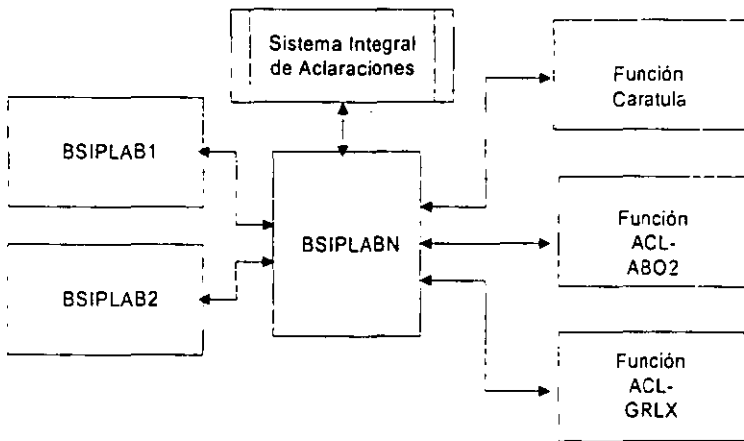 Sistema Integral
de Aclaraciones
Función
Caratula
BSIPLAB1
BSIPLABN
Función
ACL-
ABO2
BSIPLAB2
Función
ACL-
GRLX